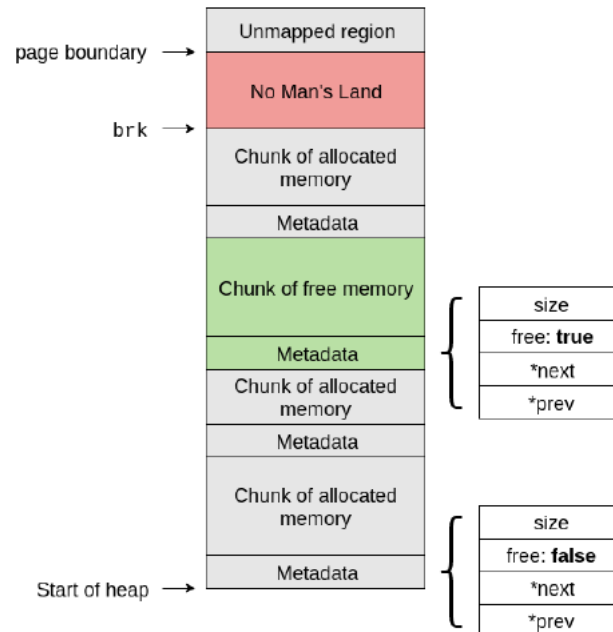 Unmapped region
page boundary
No Man's Land
brk
Chunk of allocated
memory
Metadata
Chunk of free memory
Metadata
Chunk of allocated
memory
Metadata
Chunk of allocated
memory
Metadata
Start of heap
size
free: true
*next
*prev
size
free: false
*next
*prev